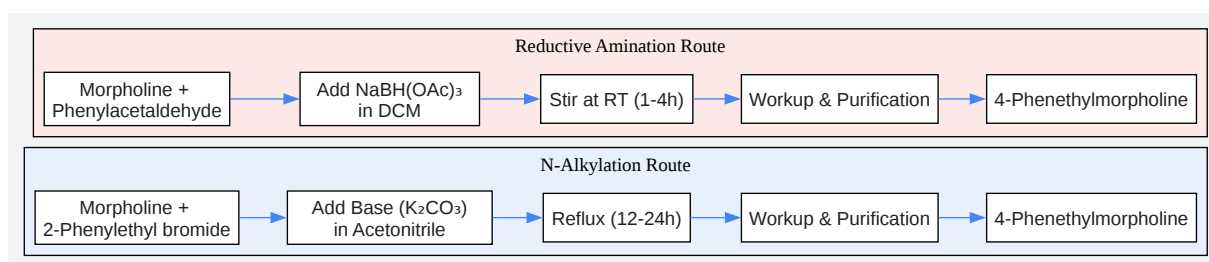 Reductive Amination Route
Morpholine +
Phenylacetaldehyde
Add NaBH(OAc)₃
in DCM
Stir at RT (1-4h)
Workup & Purification
4-Phenethylmorpholine
N-Alkylation Route
Morpholine +
2-Phenylethyl bromide
Add Base (K₂CO₃)
in Acetonitrile
Reflux (12-24h)
Workup & Purification
4-Phenethylmorpholine